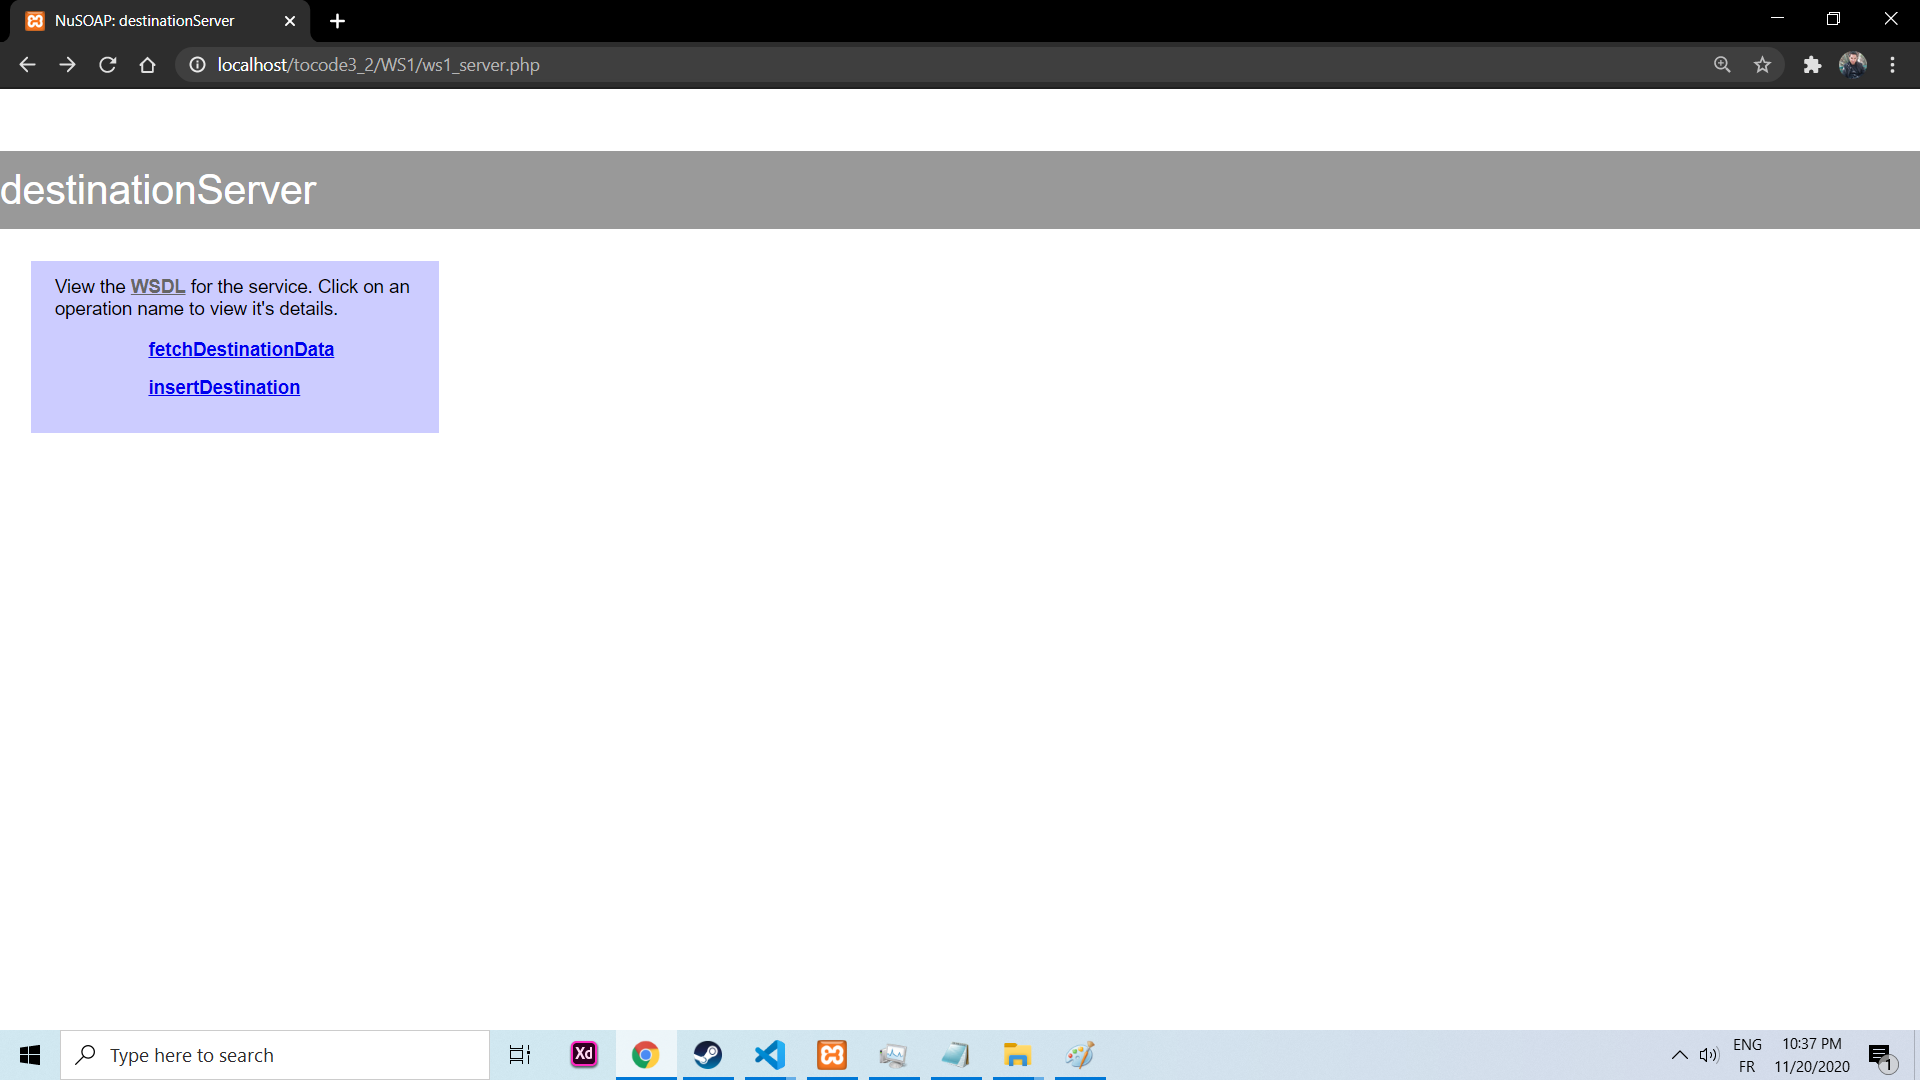 NuSOAP: destinationServer
localhost/tocode3_2/WS1/ws1_server.php
destinationServer
View the WSDL for the service. Click on an
operation name to view it's details.
fetchDestinationData
insertDestination
Type here to search
Xd
ENG
FR
10:37 PM
11/20/2020
1